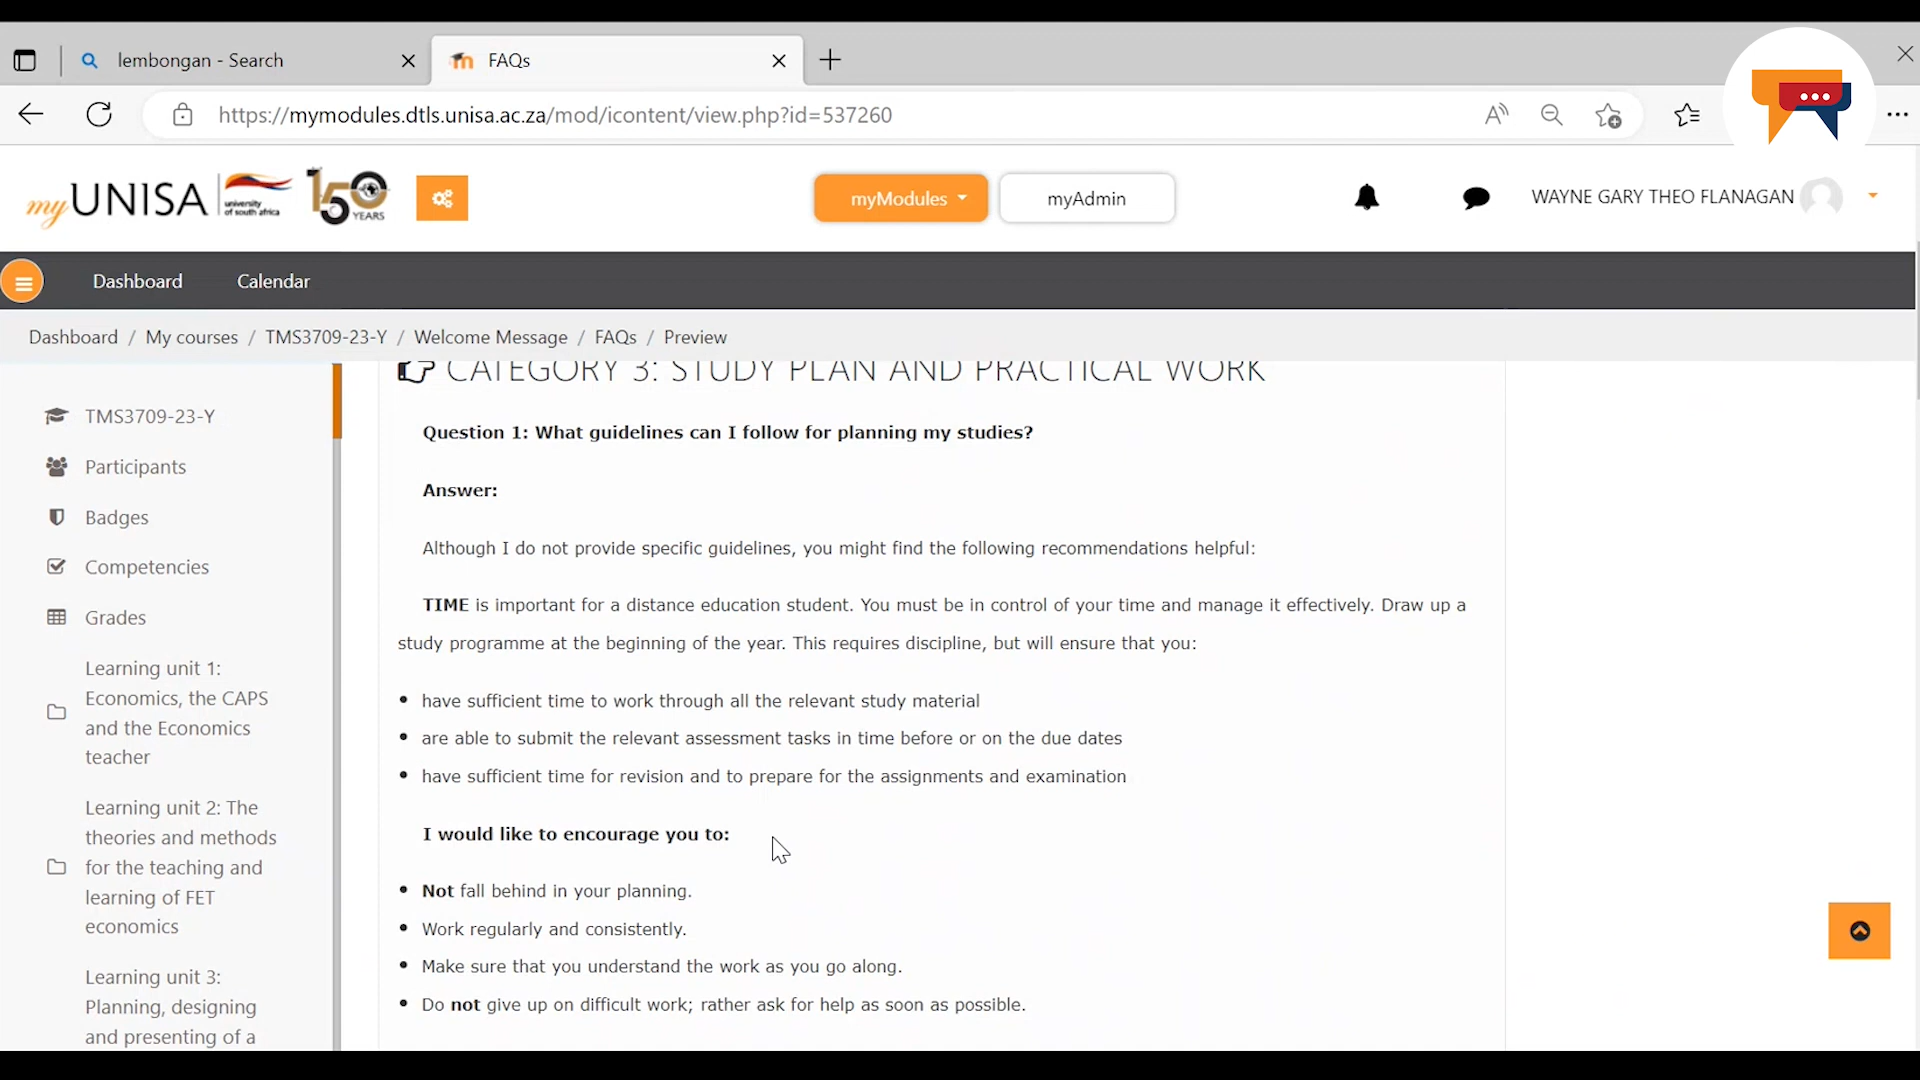 lembongan - Search
FAQs
https://mymodules.dtls.unisa.ac.za/mod/icontent/view.php?id=537260
my UNISA university of south africa 150 YEARS
myModules
myAdmin
WAYNE GARY THEO FLANAGAN
Dashboard
Calendar
Dashboard / My courses / TMS3709-23-Y / Welcome Message / FAQs / Preview
TMS3709-23-Y
Participants
Badges
Competencies
Grades
Learning unit 1:
Economics, the CAPS
and the Economics
teacher
Learning unit 2: The
theories and methods
for the teaching and
learning of FET
economics
Learning unit 3:
Planning, designing
and presenting of a
CATEGORY 3: STUDY PLAN AND PRACTICAL WORK
Question 1: What guidelines can I follow for planning my studies?
Answer:
Although I do not provide specific guidelines, you might find the following recommendations helpful:
TIME is important for a distance education student. You must be in control of your time and manage it effectively. Draw up a
study programme at the beginning of the year. This requires discipline, but will ensure that you:
• have sufficient time to work through all the relevant study material
• are able to submit the relevant assessment tasks in time before or on the due dates
• have sufficient time for revision and to prepare for the assignments and examination
I would like to encourage you to:
• Not fall behind in your planning.
• Work regularly and consistently.
• Make sure that you understand the work as you go along.
• Do not give up on difficult work; rather ask for help as soon as possible.